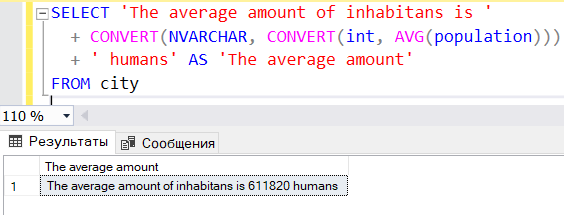 SELECT 'The average amount of inhabitans is '
+ CONVERT(NVARCHAR, CONVERT(int, AVG(population)))
+ ' humans' AS 'The average amount'
FROM city
110 %
Результаты Сообщения
The average amount
1 The average amount of inhabitans is 611820 humans